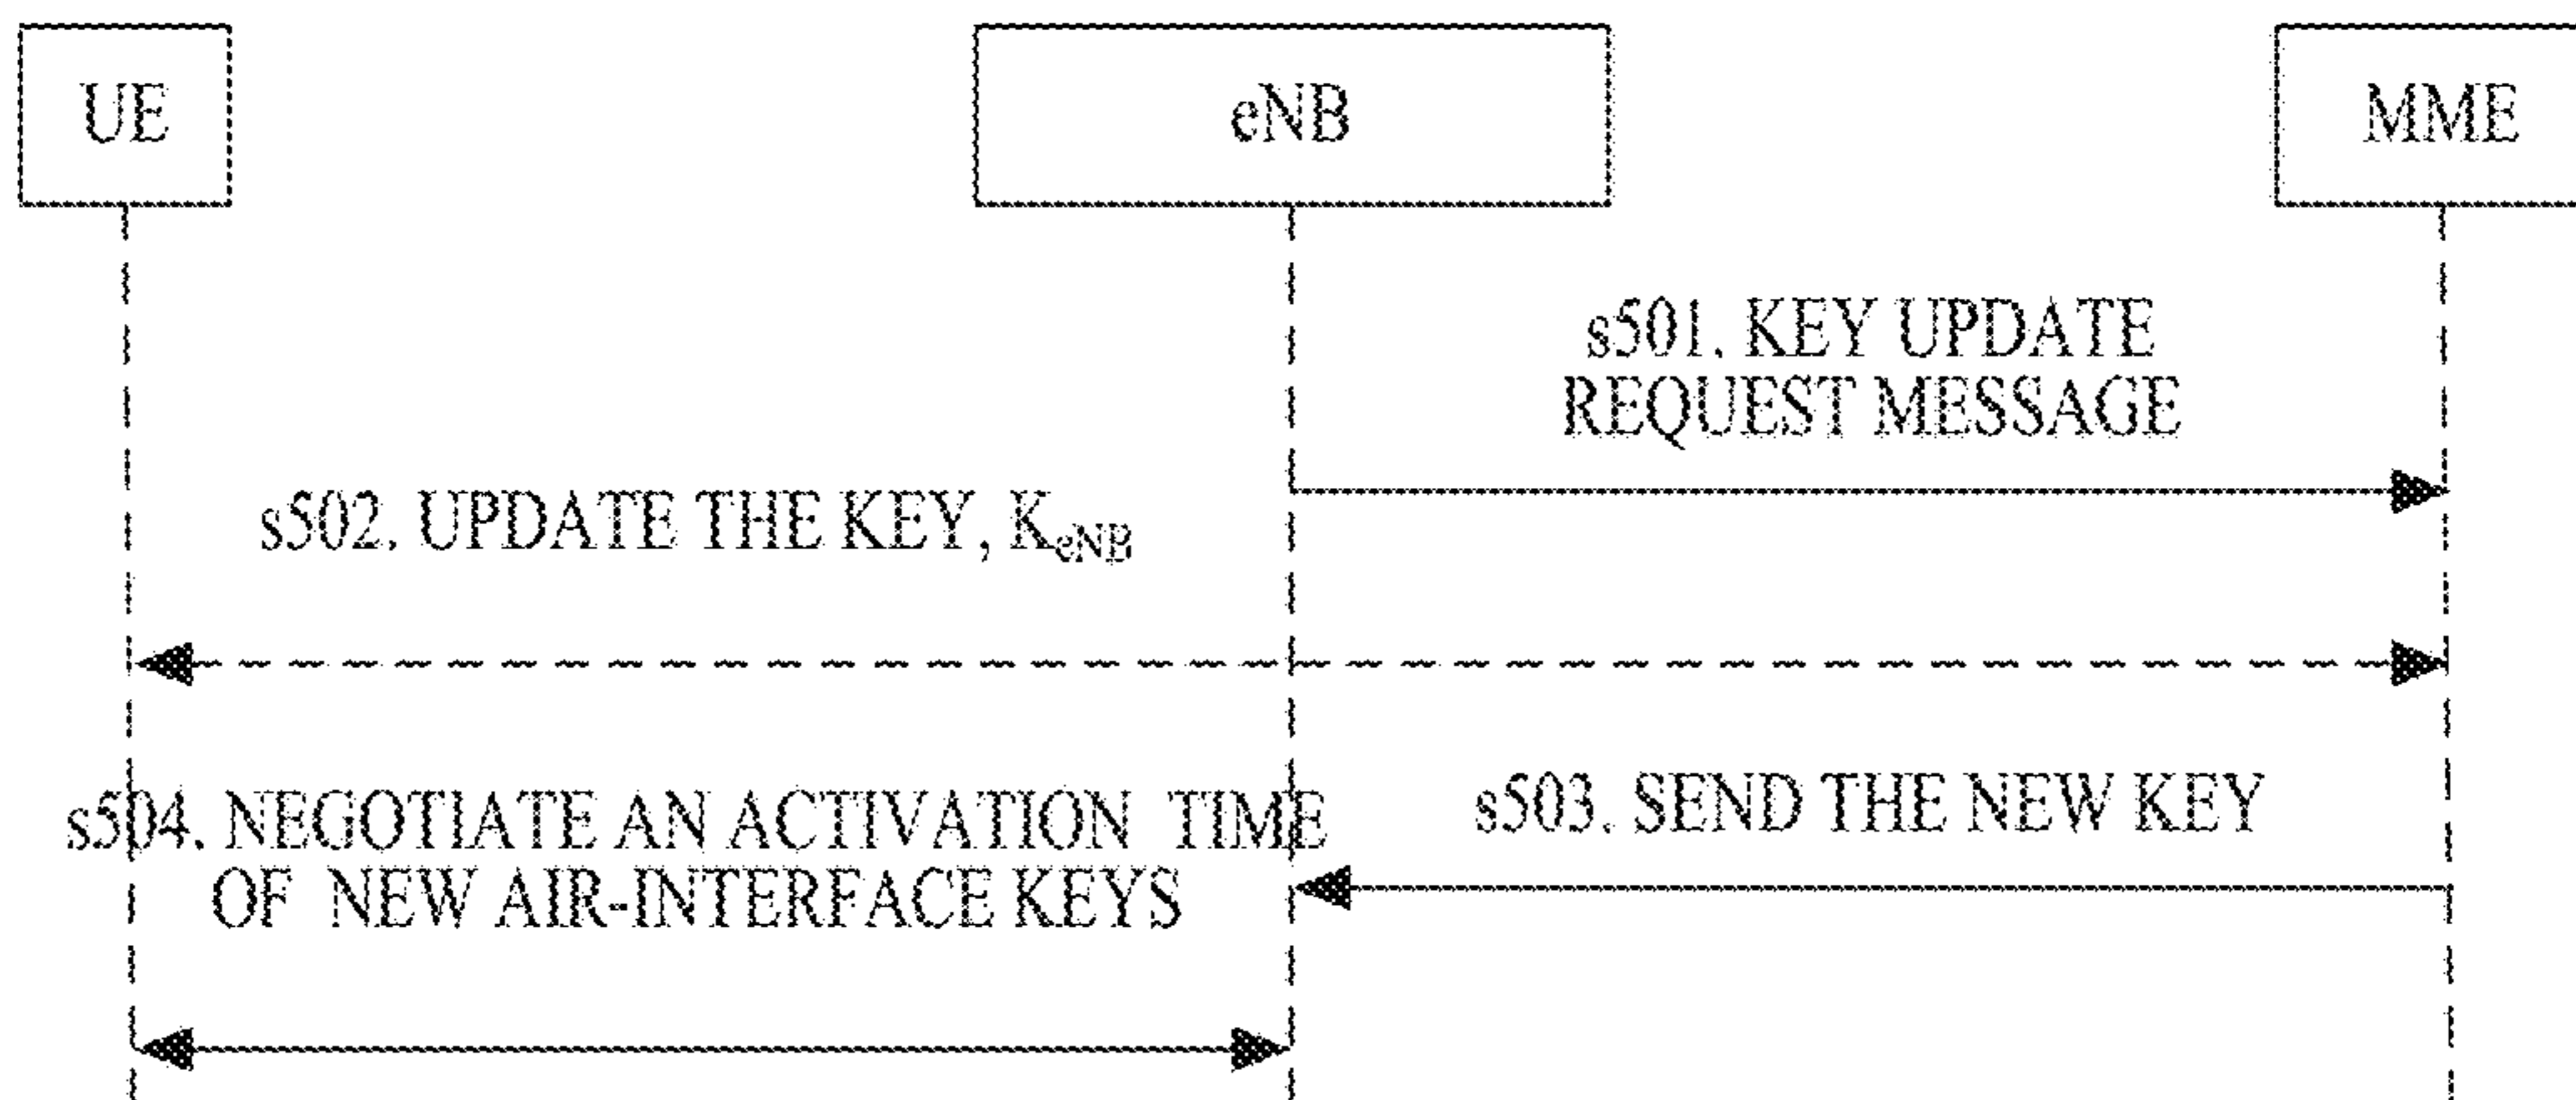 UE
eNB
MME
s501. KEY UPDATE
REQUEST MESSAGE
s502. UPDATE THE KEY, KeNB
s503. SEND THE NEW KEY
s504. NEGOTIATE AN ACTIVATION TIME
OF NEW AIR-INTERFACE KEYS